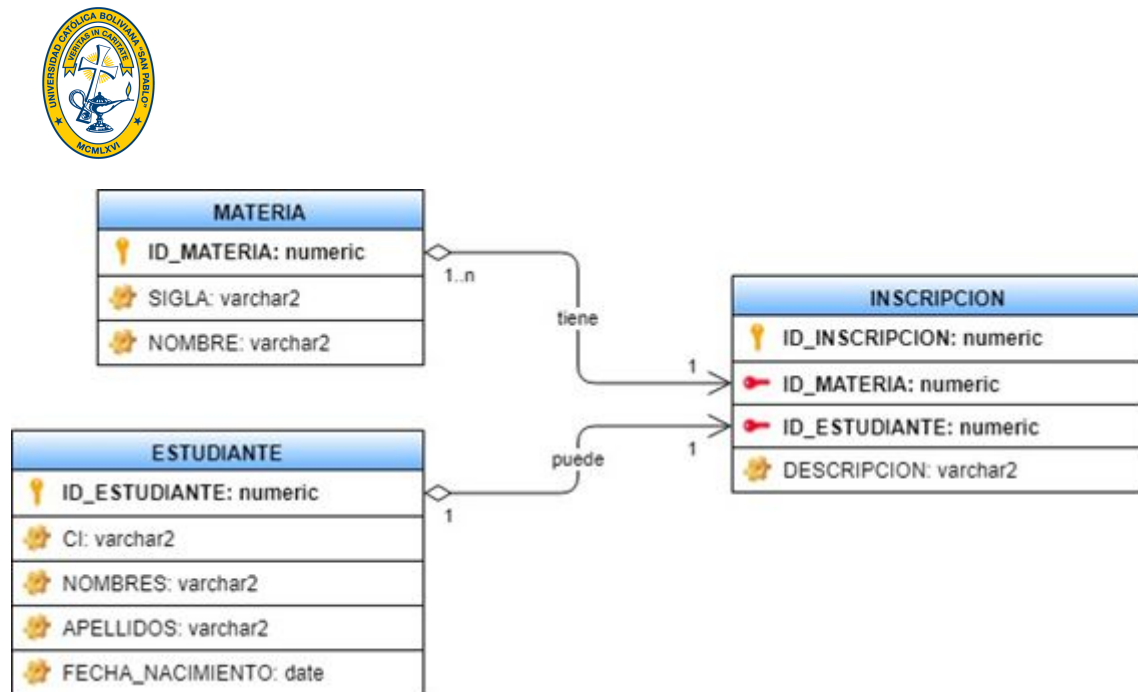 UNIVERSIDAD CATÓLICA BOLIVIANA "SAN PABLO"
VERITAS IN CARITATE
MCMLXVI
MATERIA
ID_MATERIA: numeric
SIGLA: varchar2
NOMBRE: varchar2
1..n
tiene
1
INSCRIPCION
ID_INSCRIPCION: numeric
ID_MATERIA: numeric
ID_ESTUDIANTE: numeric
DESCRIPCION: varchar2
ESTUDIANTE
ID_ESTUDIANTE: numeric
CI: varchar2
NOMBRES: varchar2
APELLIDOS: varchar2
FECHA_NACIMIENTO: date
1
puede
1